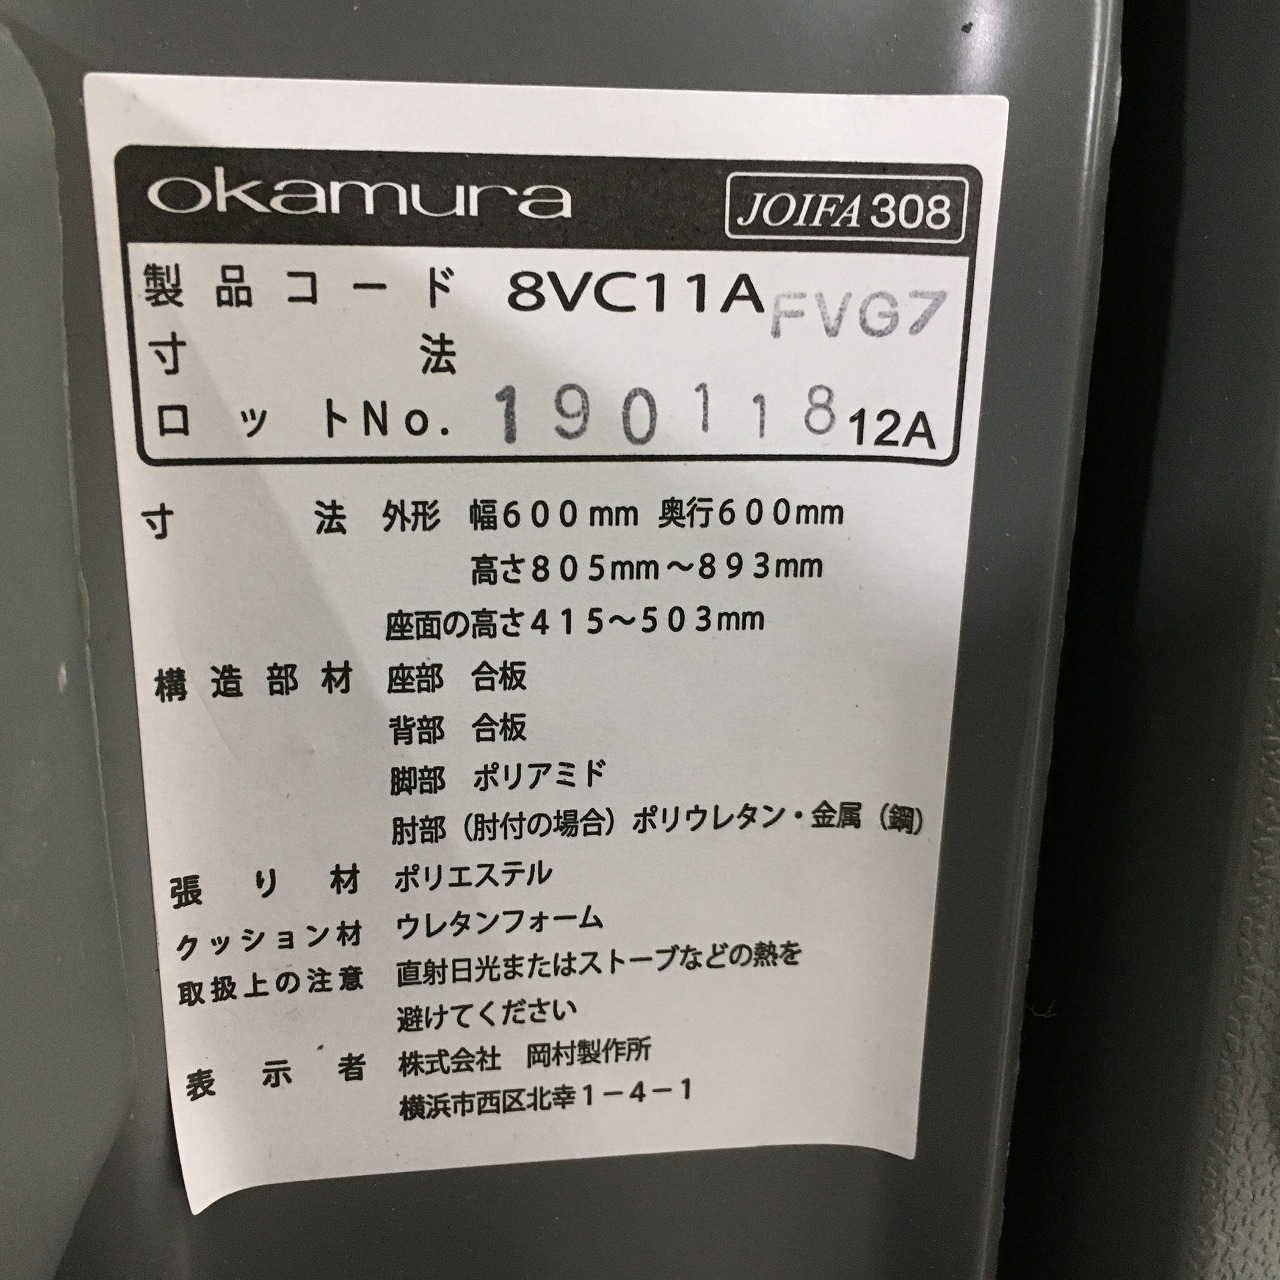 okamura JOIFA 308
製品コード 8VC11A FVG7
寸法
ロットNo. 190118 12A
寸法 外形 幅600mm 奥行600mm
高さ805mm～893mm
座面の高さ415～503mm
構造部材 座部 合板
背部 合板
脚部 ポリアミド
肘部（肘付の場合）ポリウレタン・金属（鋼）
張り材 ポリエステル
クッション材 ウレタンフォーム
取扱上の注意 直射日光またはストーブなどの熱を
避けてください
表示者 株式会社 岡村製作所
横浜市西区北幸1－4－1